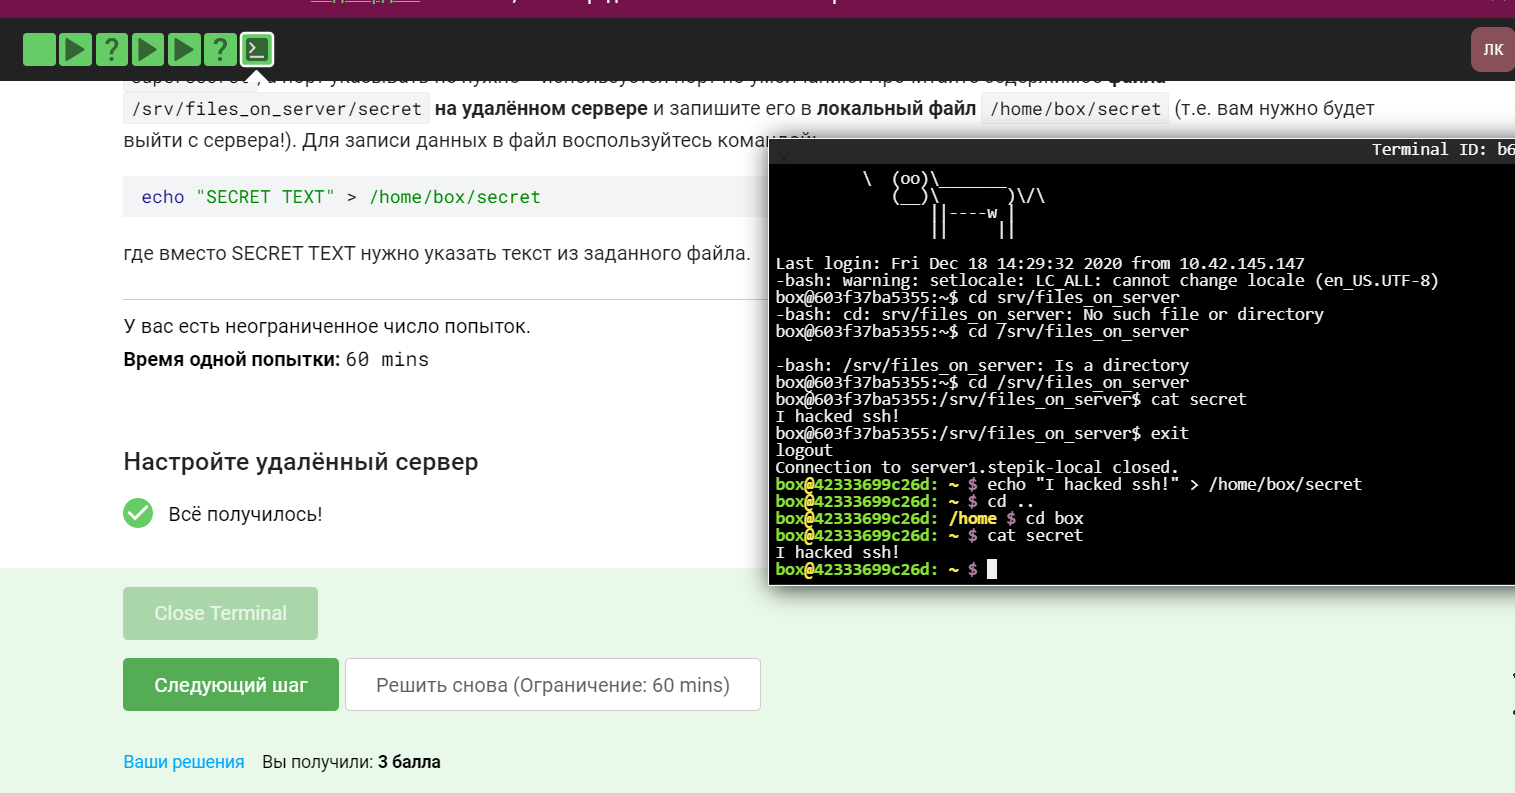 ЛК
/srv/files_on_server/secret на удалённом сервере и запишите его в локальный файл /home/box/secret (т.е. вам нужно будет
выйти с сервера!). Для записи данных в файл воспользуйтесь командой:
echo "SECRET TEXT" > /home/box/secret
где вместо SECRET TEXT нужно указать текст из заданного файла.
У вас есть неограниченное число попыток.
Время одной попытки: 60 mins
Настройте удалённый сервер
Всё получилось!
Close Terminal
Следующий шаг
Решить снова (Ограничение: 60 mins)
Ваши решения Вы получили: 3 балла
Terminal ID: b6
\  (oo)\_______
(__)\       )\/\
||----w |
||     ||
Last login: Fri Dec 18 14:29:32 2020 from 10.42.145.147
-bash: warning: setlocale: LC_ALL: cannot change locale (en_US.UTF-8)
box@603f37ba5355:~$ cd srv/files_on_server
-bash: cd: srv/files_on_server: No such file or directory
box@603f37ba5355:~$ cd /srv/files_on_server
-bash: /srv/files_on_server: Is a directory
box@603f37ba5355:~$ cd /srv/files_on_server
box@603f37ba5355:/srv/files_on_server$ cat secret
I hacked ssh!
box@603f37ba5355:/srv/files_on_server$ exit
logout
Connection to server1.stepik-local closed.
box@42333699c26d: ~ $ echo "I hacked ssh!" > /home/box/secret
box@42333699c26d: ~ $ cd ..
box@42333699c26d: /home $ cd box
box@42333699c26d: ~ $ cat secret
I hacked ssh!
box@42333699c26d: ~ $